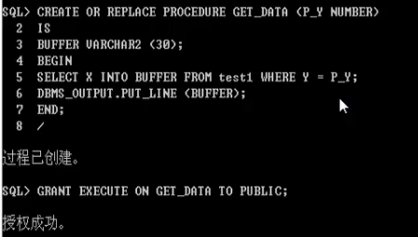 SQL> CREATE OR REPLACE PROCEDURE GET_DATA (P_Y NUMBER)
2 IS
3 BUFFER VARCHAR2 (30);
4 BEGIN
5 SELECT X INTO BUFFER FROM test1 WHERE Y = P_Y;
6 DBMS_OUTPUT.PUT_LINE (BUFFER);
7 END;
8 /
过程已创建。
SQL> GRANT EXECUTE ON GET_DATA TO PUBLIC;
授权成功。